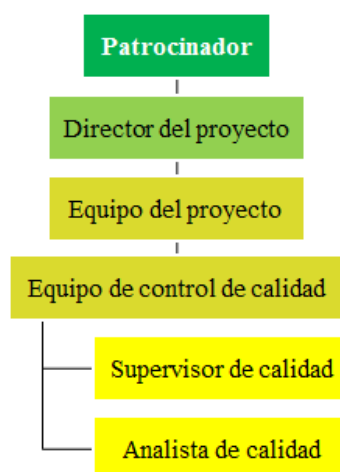 Patrocinador
Director del proyecto
Equipo del proyecto
Equipo de control de calidad
Supervisor de calidad
Analista de calidad